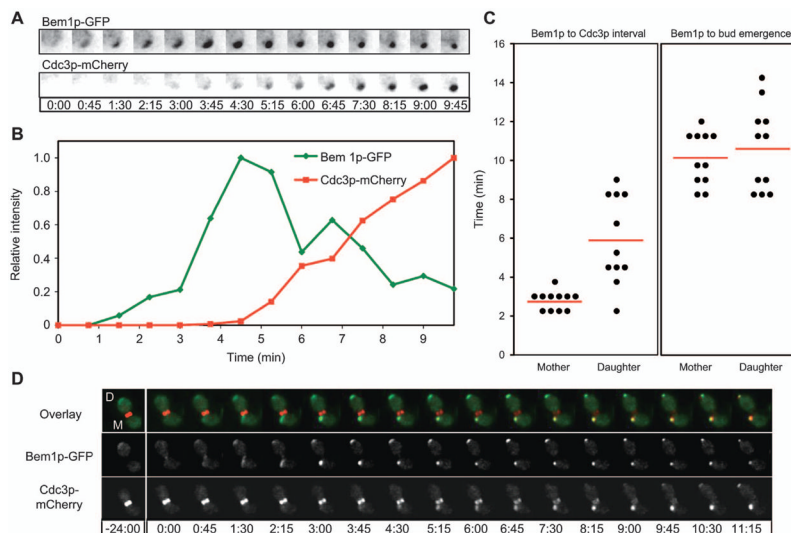 A
Bem1p-GFP
Cdc3p-mCherry
0:00 0:45 1:30 2:15 3:00 3:45 4:30 5:15 6:00 6:45 7:30 8:15 9:00 9:45
B
1.0
0.8
0.6
0.4
0.2
0
Relative intensity
Bem 1p-GFP
Cdc3p-mCherry
0 1 2 3 4 5 6 7 8 9
Time (min)
C
Bem1p to Cdc3p interval Bem1p to bud emergence
16
14
12
10
8
6
4
2
0
Time (min)
Mother Daughter Mother Daughter
D
D
M
Overlay
Bem1p-GFP
Cdc3p-
mCherry
-24:00 0:00 0:45 1:30 2:15 3:00 3:45 4:30 5:15 6:00 6:45 7:30 8:15 9:00 9:45 10:30 11:15